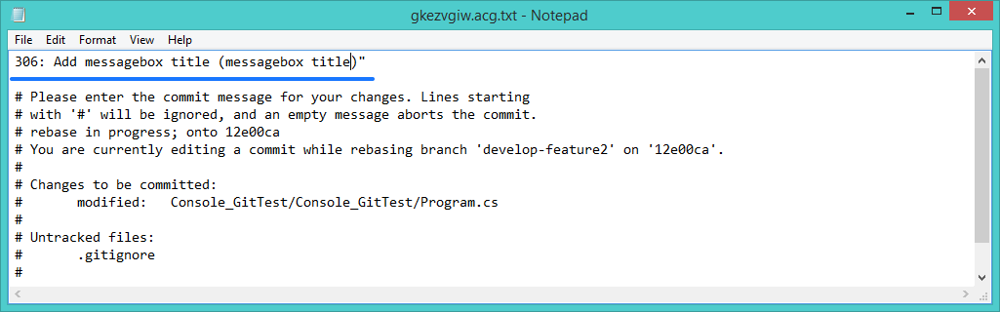 gkezvgiw.acg.txt - Notepad
File Edit Format View Help
306: Add messagebox title (messagebox title)"
# Please enter the commit message for your changes. Lines starting
# with '#' will be ignored, and an empty message aborts the commit.
# rebase in progress; onto 12e00ca
# You are currently editing a commit while rebasing branch 'develop-feature2' on '12e00ca'.
#
# Changes to be committed:
#       modified:   Console_GitTest/Console_GitTest/Program.cs
#
# Untracked files:
#       .gitignore
#